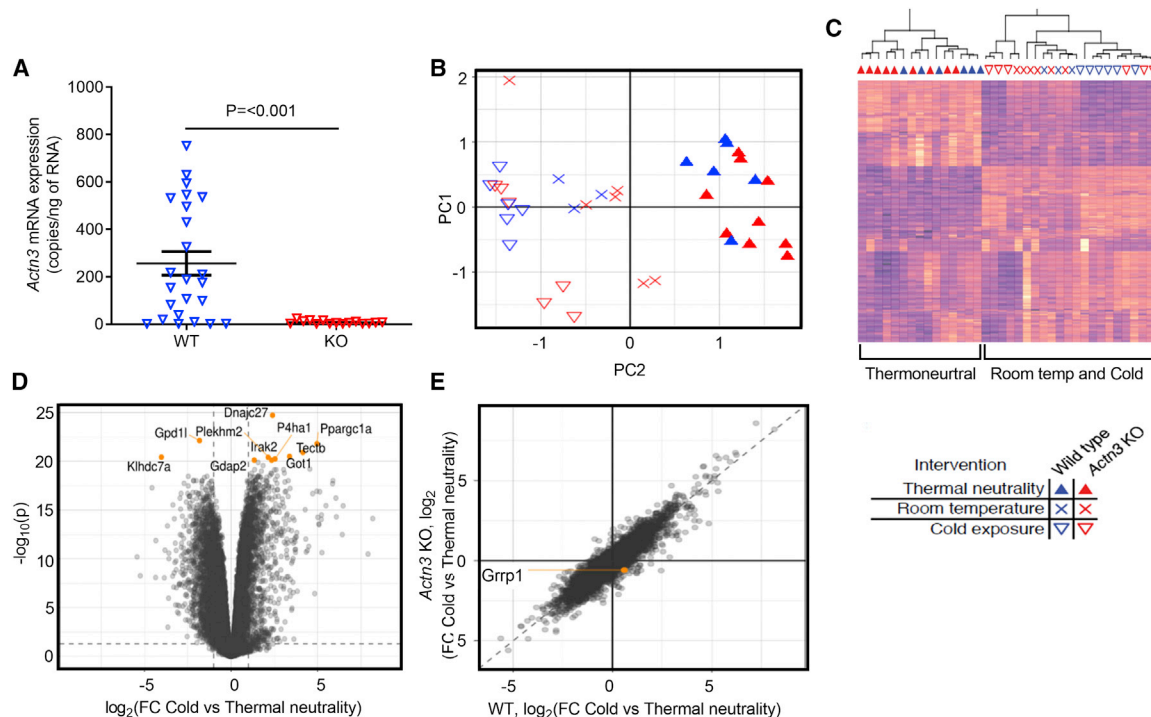 A
Actn3 mRNA expression
(copies/ng of RNA)
1000
800
600
400
200
0
P=<0.001
WT
KO
B
PC1
2
1
0
-1
-1
0
1
PC2
C
Thermoneurtral
Room temp and Cold
D
-log10(p)
25
20
15
10
5
0
Dnajc27
Gpd1l
Plekhm2
P4ha1
Ppargc1a
Irak2
Tectb
Klhdc7a
Gdap2
Got1
-5
0
5
log2(FC Cold vs Thermal neutrality)
E
Actn3 KO, log2
(FC Cold vs Thermal neutrality)
5
0
5
Grrp1
-5
0
5
WT, log2(FC Cold vs Thermal neutrality)
Intervention
Wild type
Actn3 KO
Thermal neutrality
Room temperature
Cold exposure